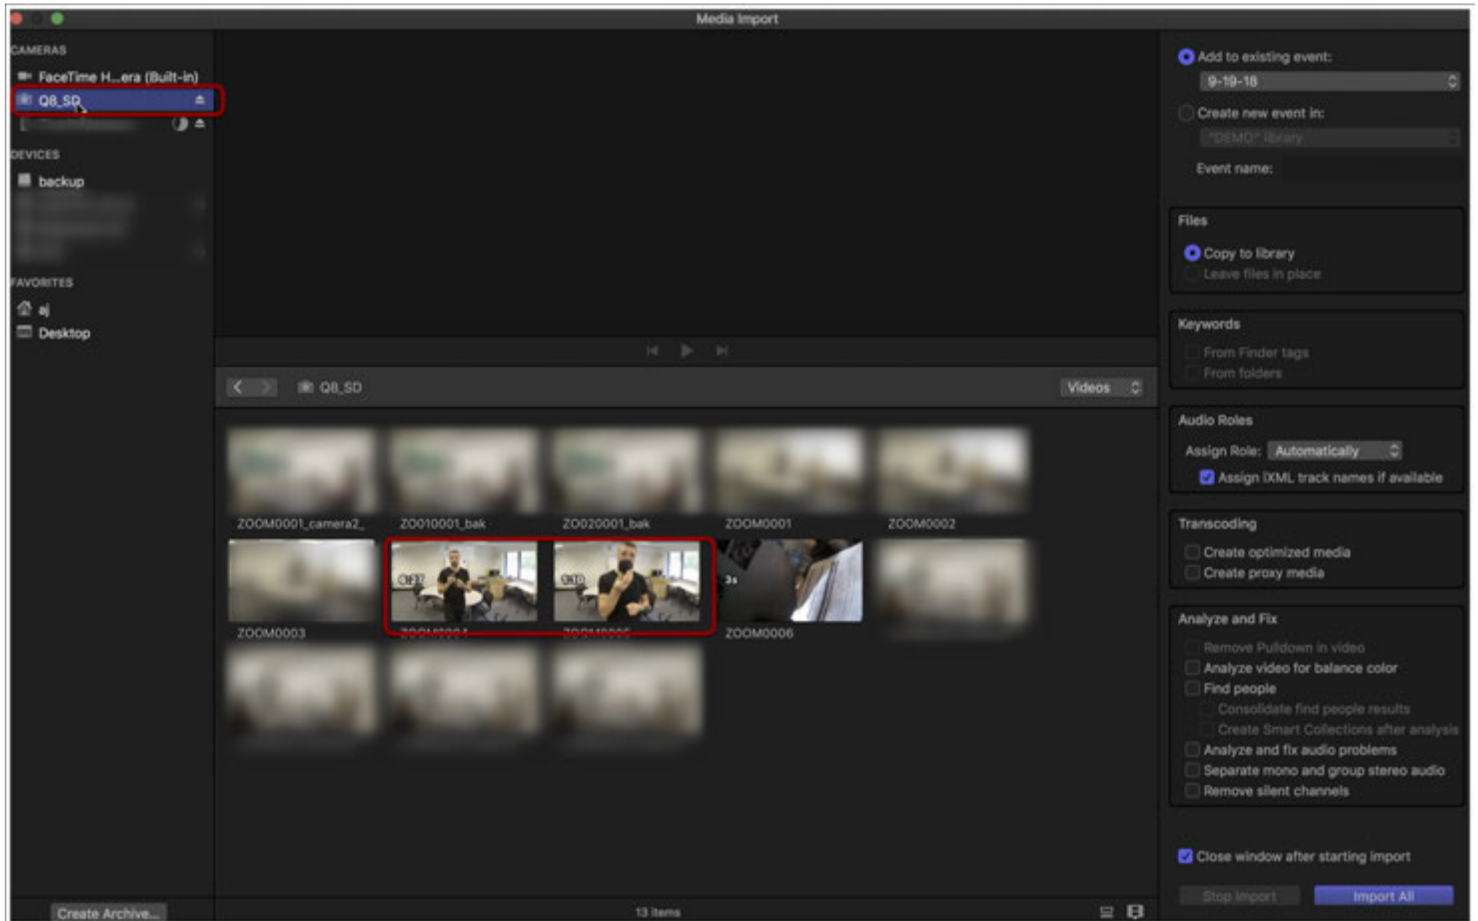 Media Import
CAMERAS
FaceTime H...era (Built-in)
Q8_SD
DEVICES
backup
FAVORITES
aj
Desktop
Create Archive...
Q8_SD
Videos
ZOOM0001_camera2_
ZO010001_bak
ZO020001_bak
ZOOM0001
ZOOM0002
3s
ZOOM0003
ZOOM0004
ZOOM0005
ZOOM0006
13 items
Add to existing event:
9-19-18
Create new event in:
"DEMO" library
Event name:
Files
Copy to library
Leave files in place
Keywords
From Finder tags
From folders
Audio Roles
Assign Role: Automatically
Assign iXML track names if available
Transcoding
Create optimized media
Create proxy media
Analyze and Fix
Remove Pulldown in video
Analyze video for balance color
Find people
Consolidate find people results
Create Smart Collections after analysis
Analyze and fix audio problems
Separate mono and group stereo audio
Remove silent channels
Close window after starting import
Stop Import
Import All